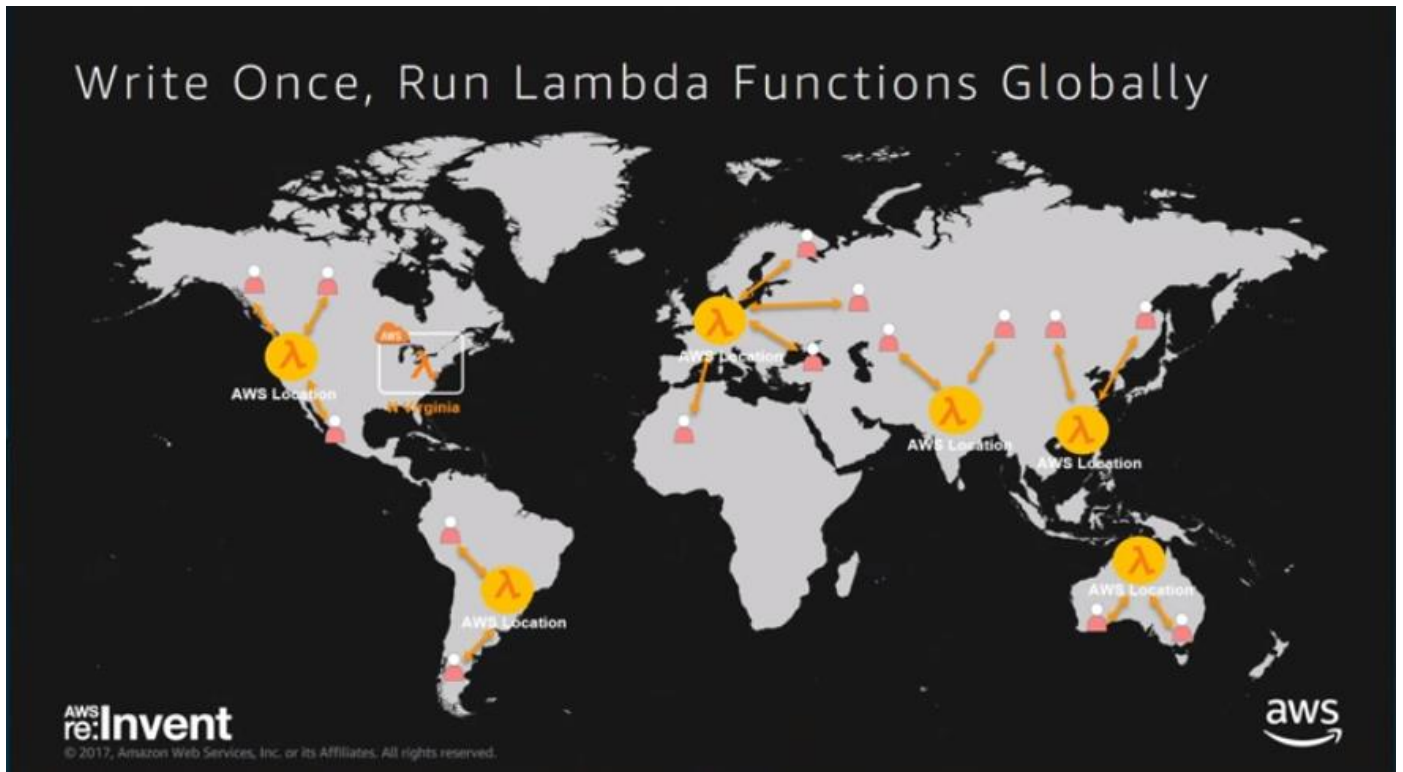 Write Once, Run Lambda Functions Globally
AWS
λ
λ
AWS Location
N Virginia
λ
AWS Location
λ
AWS Location
λ
AWS Location
λ
AWS Location
λ
AWS Location
AWS
re:Invent
© 2017, Amazon Web Services, Inc. or its Affiliates. All rights reserved.
aws